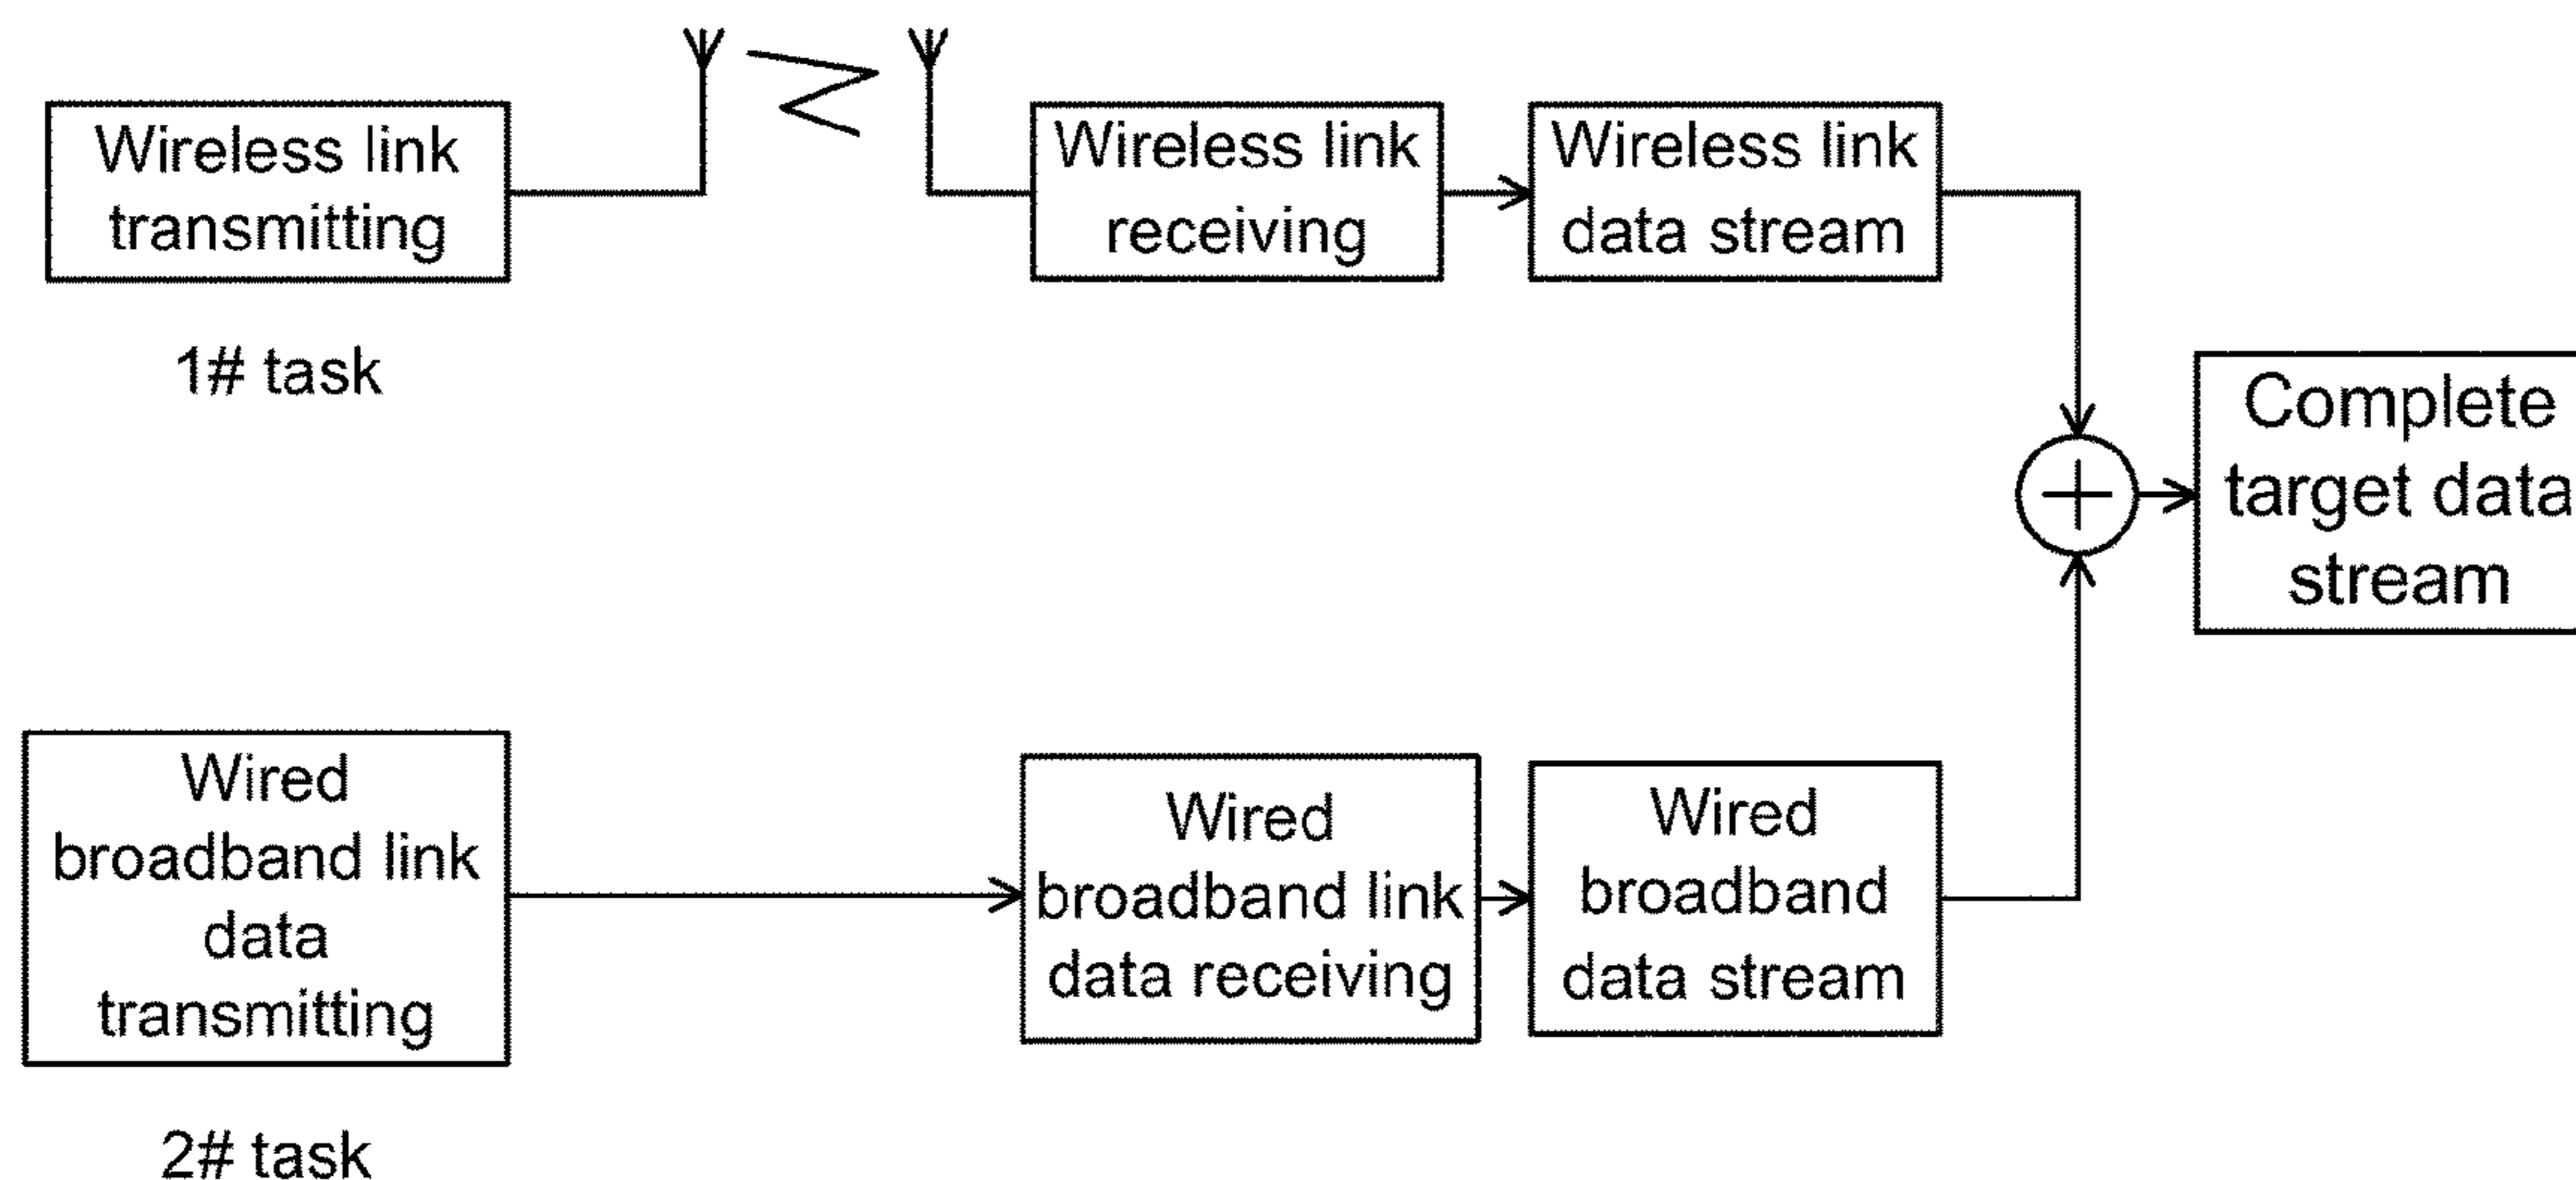 Wireless link
transmitting
1# task
Wireless link
receiving
Wireless link
data stream
Complete
target data
stream
Wired
broadband link
data
transmitting
2# task
Wired
broadband link
data receiving
Wired
broadband
data stream